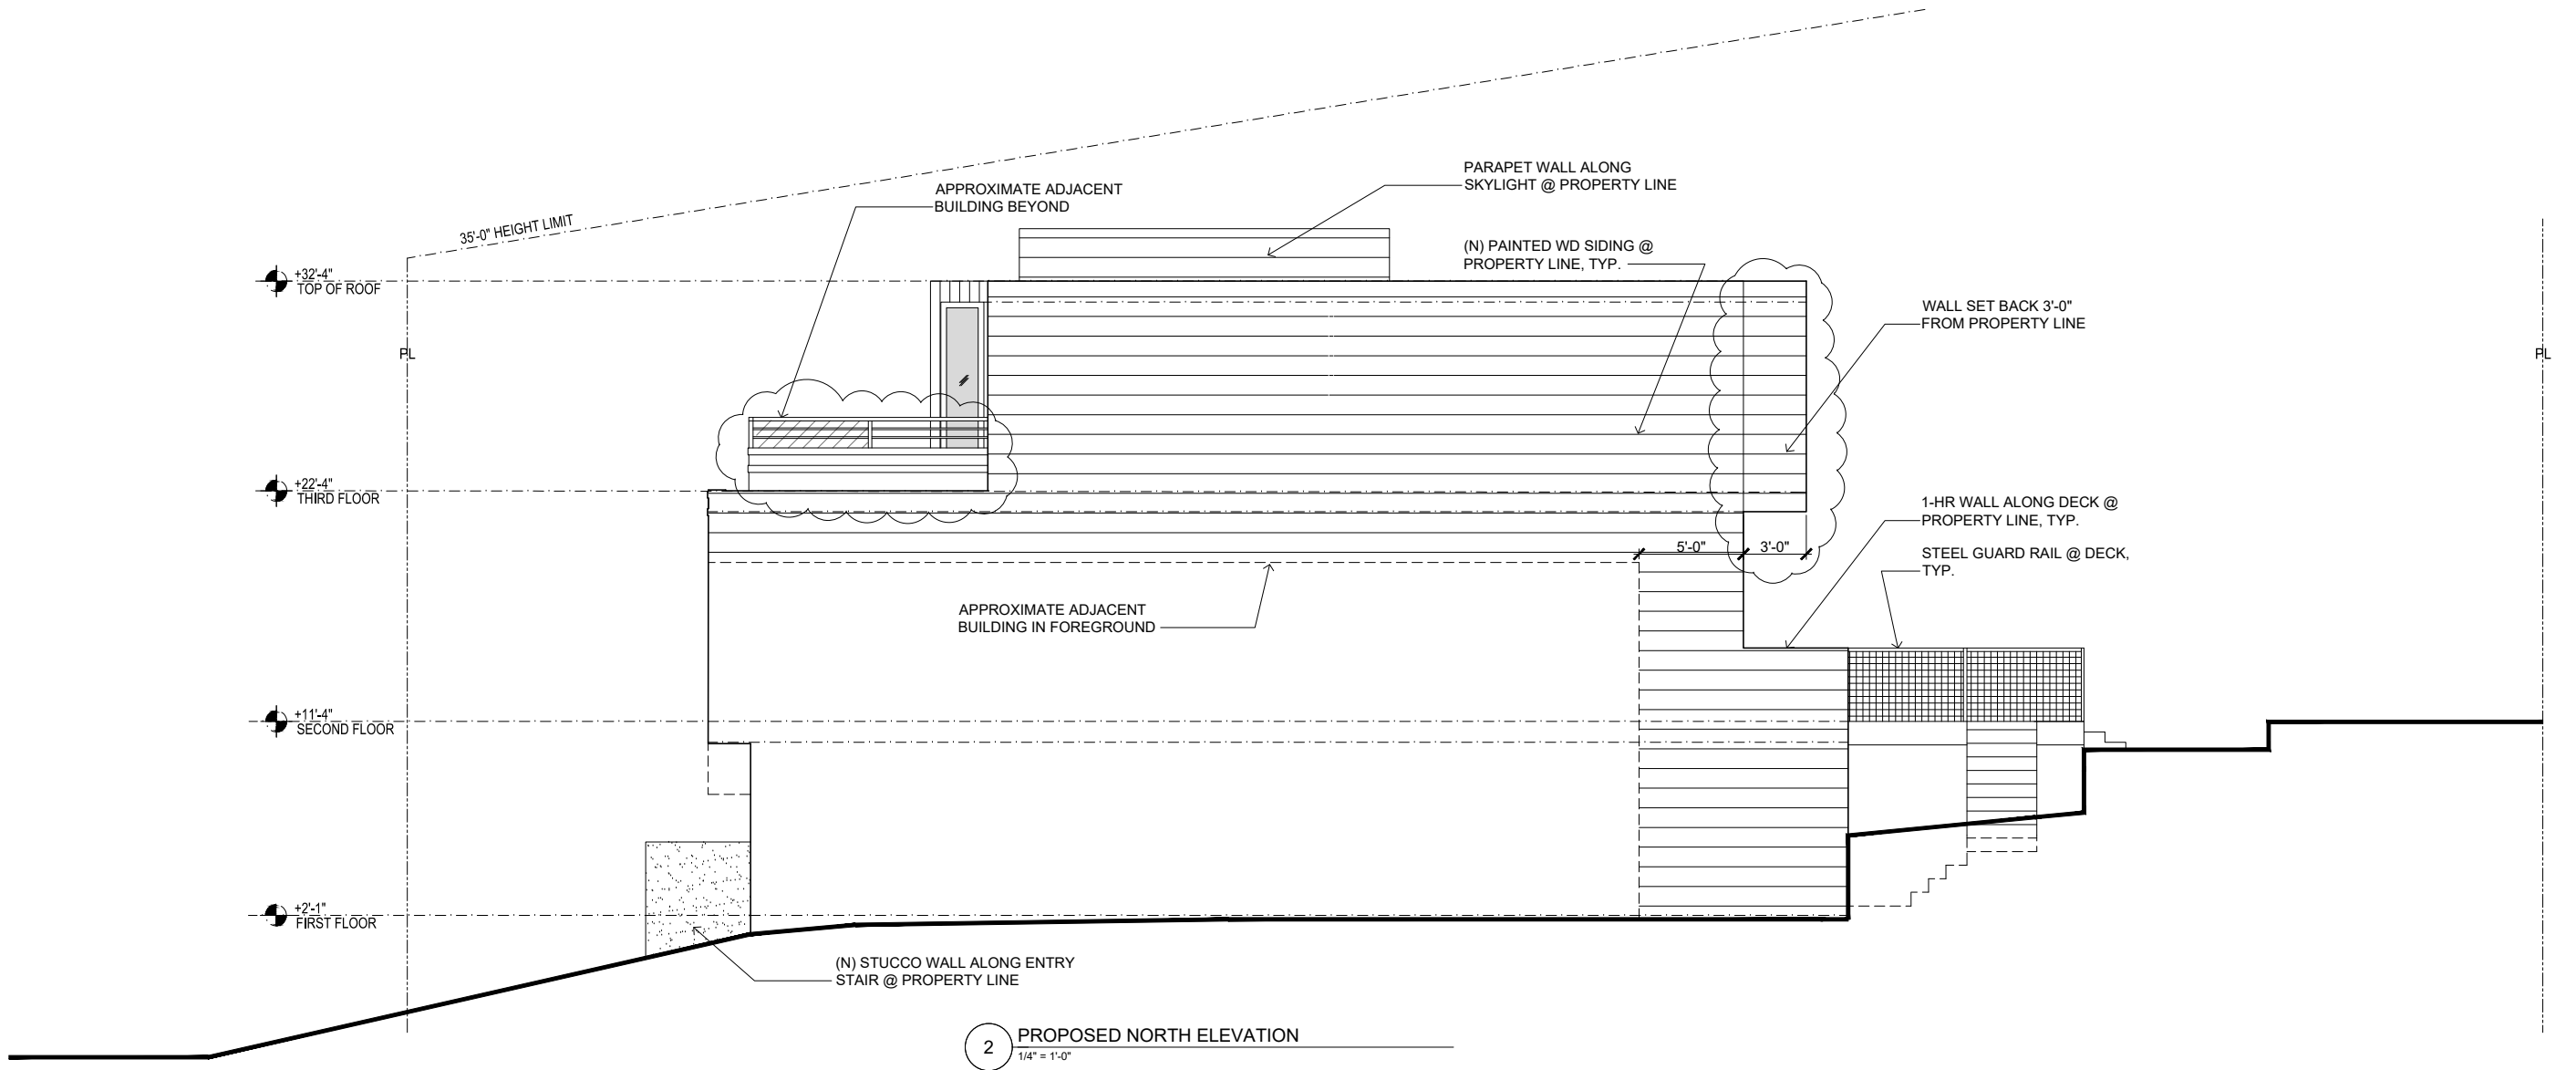 PARAPET WALL ALONG
SKYLIGHT @ PROPERTY LINE
APPROXIMATE ADJACENT
BUILDING BEYOND
35'-0" HEIGHT LIMIT
(N) PAINTED WD SIDING @
PROPERTY LINE, TYP.
+32'-4"
TOP OF ROOF
WALL SET BACK 3'-0"
FROM PROPERTY LINE
PL
PL
+22'-4"
THIRD FLOOR
1-HR WALL ALONG DECK @
PROPERTY LINE, TYP.
5'-0"
3'-0"
STEEL GUARD RAIL @ DECK,
TYP.
APPROXIMATE ADJACENT
BUILDING IN FOREGROUND
+11'-4"
SECOND FLOOR
+2'-1"
FIRST FLOOR
(N) STUCCO WALL ALONG ENTRY
STAIR @ PROPERTY LINE
2
PROPOSED NORTH ELEVATION
1/4" = 1'-0"